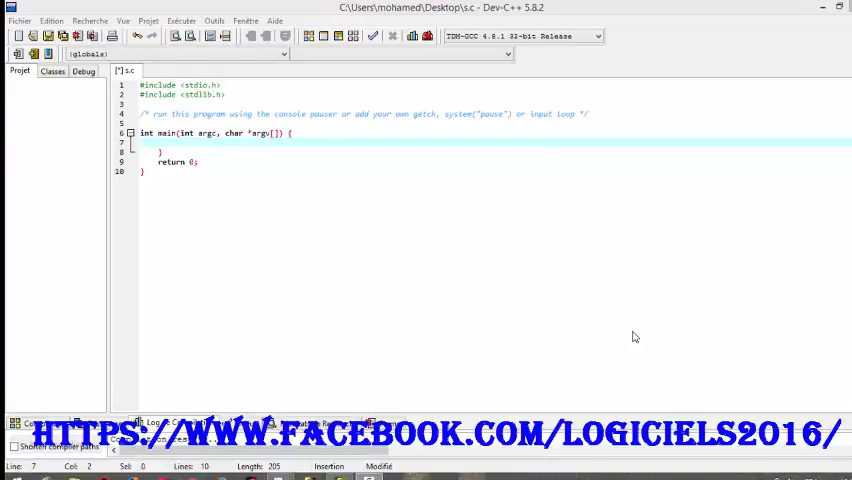 C:\Users\mohamed\Desktop\s.c - Dev-C++ 5.8.2
Fichier Edition Recherche Vue Projet Exécuter Outils Fenêtre Aide
TDM-GCC 4.8.1 32-bit Release
(globals)
Projet Classes Debug
[*] s.c
1 #include <stdio.h>
2 #include <stdlib.h>
3
4 /* run this program using the console pauser or add your own getch, system("pause") or input loop */
5
6 int main(int argc, char *argv[]) {
7
8 }
9 return 0;
10 }
HTTPS://WWW.FACEBOOK.COM/LOGICIELS2016/
Shorten compiler paths
Line: 7 Col: 2 Sel: 0 Lines: 10 Length: 205 Insertion Modifié